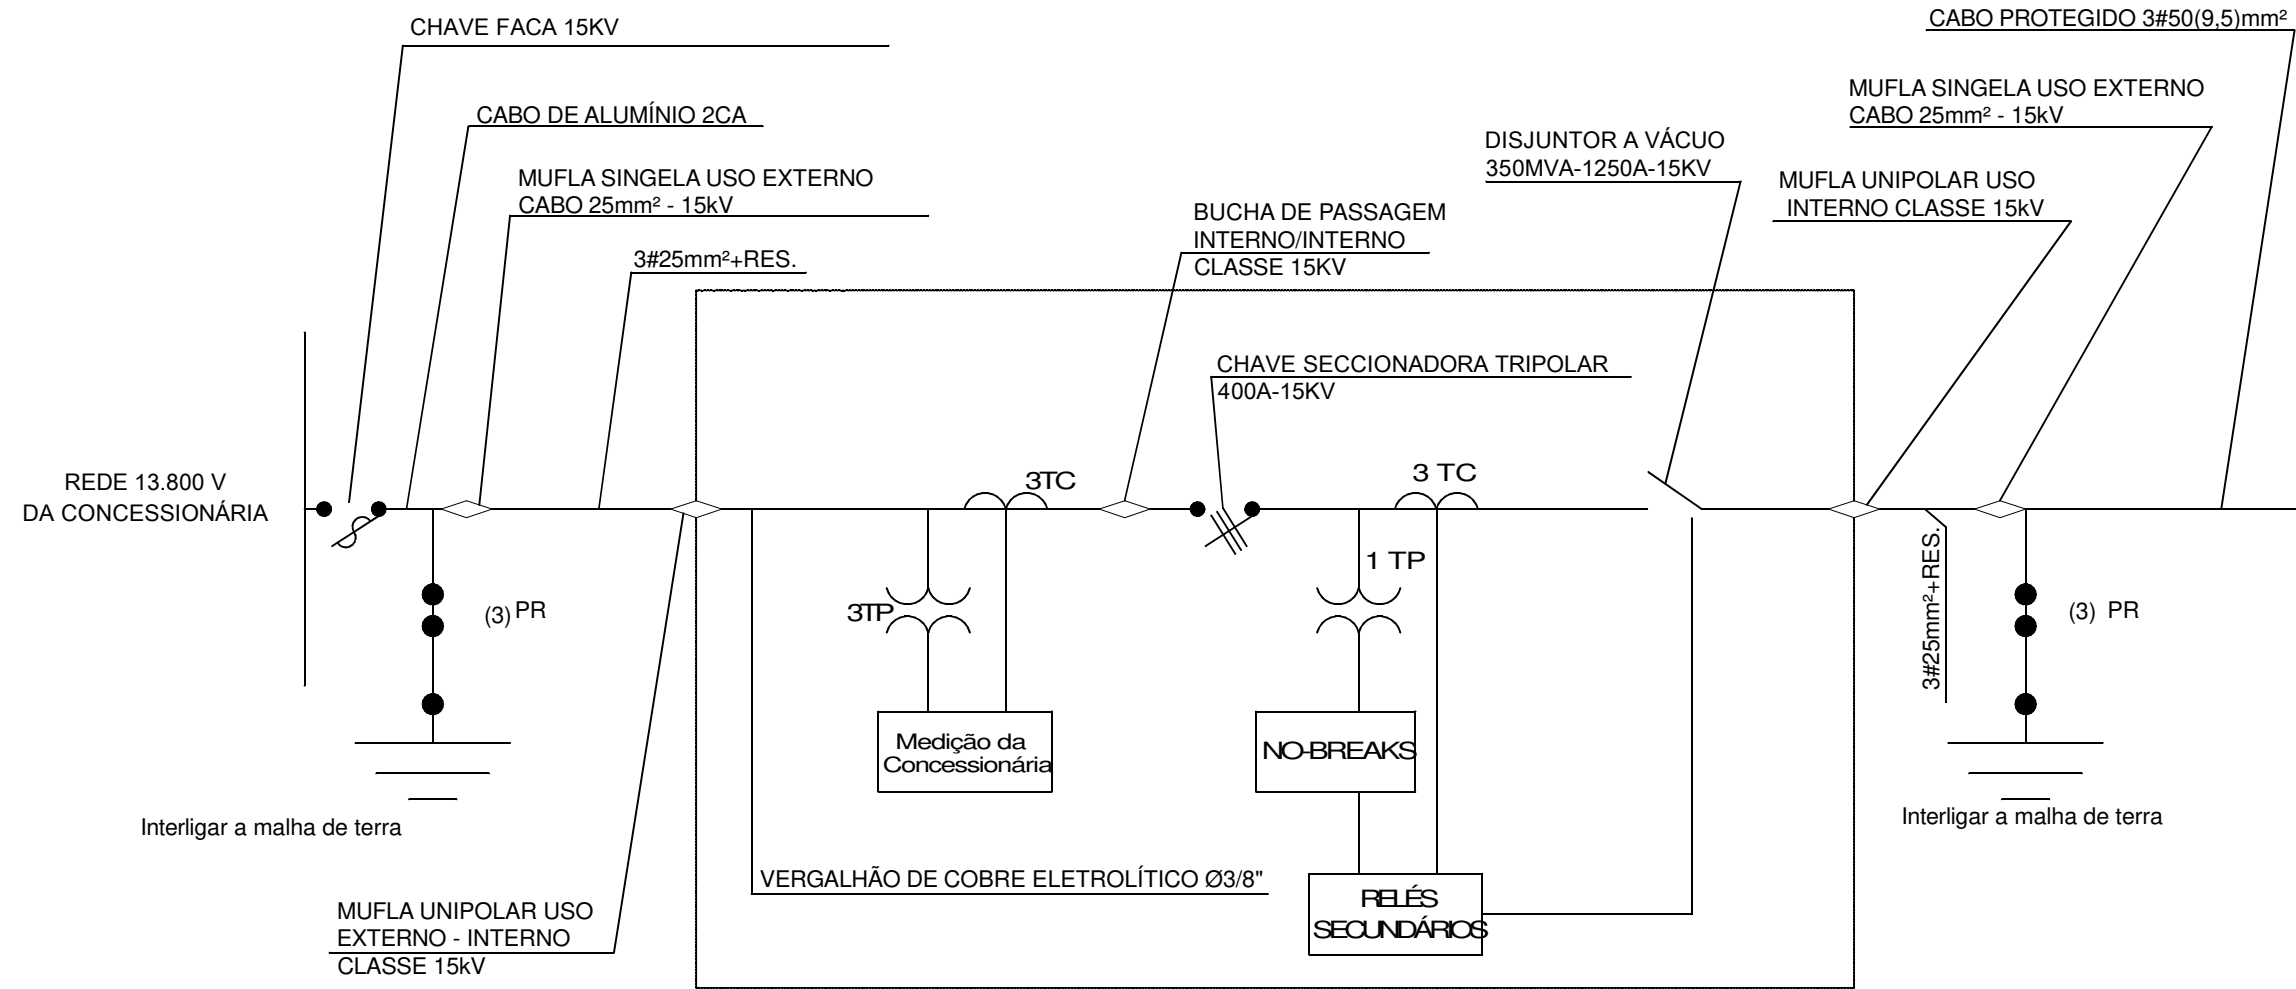 CHAVE FACA 15KV
CABO PROTEGIDO 3#50(9,5)mm²
CABO DE ALUMÍNIO 2CA
MUFLA SINGELA USO EXTERNO
CABO 25mm² - 15kV
DISJUNTOR A VÁCUO
350MVA-1250A-15KV
MUFLA SINGELA USO EXTERNO
CABO 25mm² - 15kV
MUFLA UNIPOLAR USO
INTERNO CLASSE 15kV
BUCHA DE PASSAGEM
INTERNO/INTERNO
CLASSE 15KV
3#25mm²+RES.
CHAVE SECCIONADORA TRIPOLAR
400A-15KV
REDE 13.800 V
DA CONCESSIONÁRIA
3TC
3 TC
1 TP
3TP
(3) PR
(3) PR
3#25mm²+RES.
Medição da
Concessionária
NO-BREAKS
Interligar a malha de terra
Interligar a malha de terra
VERGALHÃO DE COBRE ELETROLÍTICO Ø3/8"
RELÉS
SECUNDÁRIOS
MUFLA UNIPOLAR USO
EXTERNO - INTERNO
CLASSE 15kV